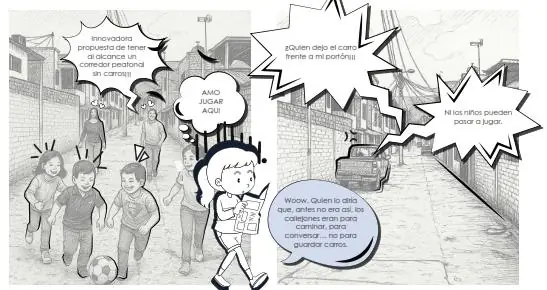 Innovadora
propuesta de tener
al alcance un
corredor peatonal
sin carros¡¡¡
AMO
JUGAR
AQUI
¿Quien dejo el carro
frente a mi portón¡¡¡
Ni los niños pueden
pasar a jugar.
Woow. Quien lo diría
que, antes no era asi, los
callejones eran para
caminar, para
conversar.... no para
guardar carros.